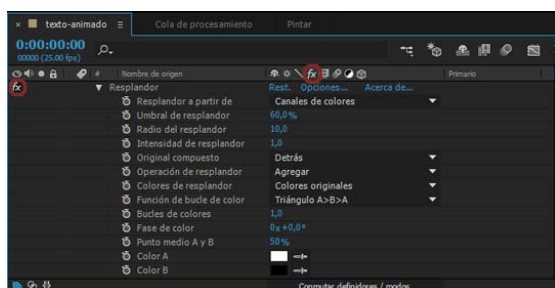 texto-animado Cola de procesamiento Pintar
0:00:00:00
00000 (25.00 fps)
# Nombre de origen fx Primario
fx Resplandor Rest. Opciones... Acerca de...
Resplandor a partir de Canales de colores
Umbral de resplandor 60,0%
Radio del resplandor 10,0
Intensidad de resplandor 1,0
Original compuesto Detrás
Operación de resplandor Agregar
Colores de resplandor Colores originales
Función de bucle de color Triángulo A>B>A
Bucles de colores 1,0
Fase de color 0x+0,0°
Punto medio A y B 50%
Color A
Color B
Conmutar definidores / modos